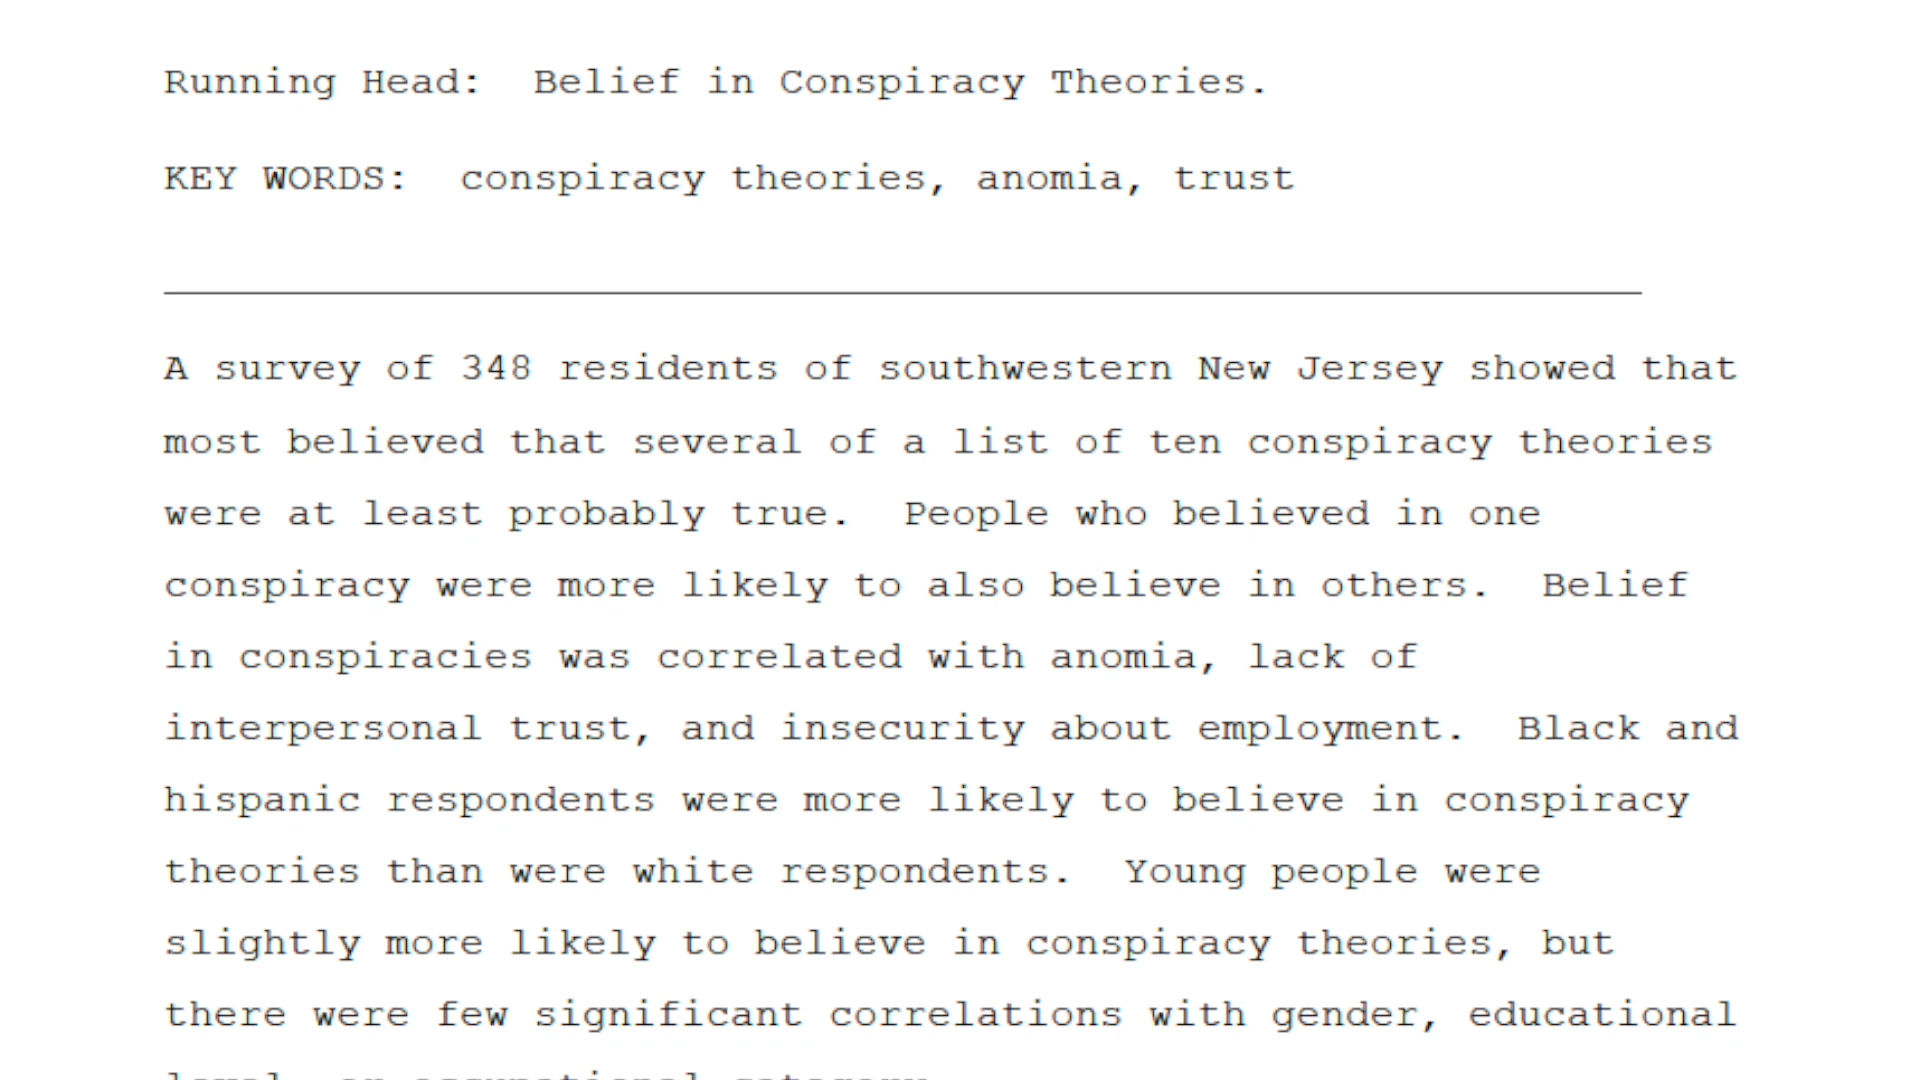 Running Head:  Belief in Conspiracy Theories.
KEY WORDS:  conspiracy theories, anomia, trust
A survey of 348 residents of southwestern New Jersey showed that
most believed that several of a list of ten conspiracy theories
were at least probably true.  People who believed in one
conspiracy were more likely to also believe in others.  Belief
in conspiracies was correlated with anomia, lack of
interpersonal trust, and insecurity about employment.  Black and
hispanic respondents were more likely to believe in conspiracy
theories than were white respondents.  Young people were
slightly more likely to believe in conspiracy theories, but
there were few significant correlations with gender, educational